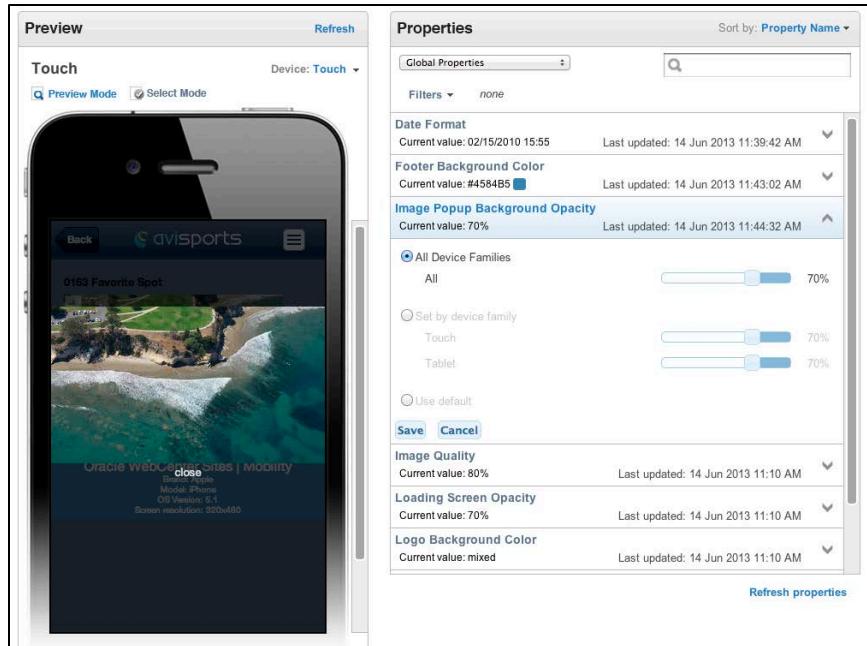 Preview
Refresh
Touch
Device: Touch
Preview Mode
Select Mode
Back
avisports
0163 Favorite Spot
close
Oracle WebCenter Sites | Mobility
Brand: Apple
Model: iPhone
OS Version: 5.1
Screen resolution: 320x480
Properties
Sort by: Property Name
Global Properties
Filters
none
Date Format
Current value: 02/15/2010 15:55
Last updated: 14 Jun 2013 11:39:42 AM
Footer Background Color
Current value: #4584B5
Last updated: 14 Jun 2013 11:43:02 AM
Image Popup Background Opacity
Current value: 70%
Last updated: 14 Jun 2013 11:44:32 AM
All Device Families
All
70%
Set by device family
Touch
70%
Tablet
70%
Use default
Save Cancel
Image Quality
Current value: 80%
Last updated: 14 Jun 2013 11:10 AM
Loading Screen Opacity
Current value: 70%
Last updated: 14 Jun 2013 11:10 AM
Logo Background Color
Current value: mixed
Last updated: 14 Jun 2013 11:10 AM
Refresh properties